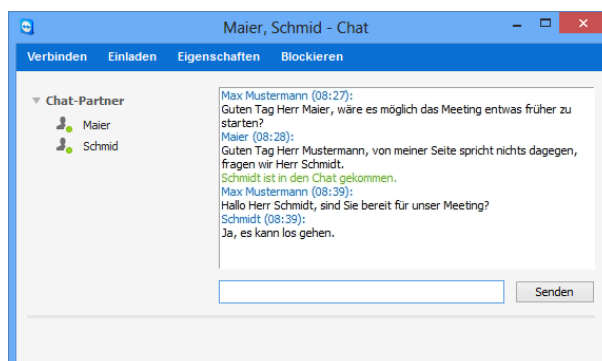 Maier, Schmid - Chat
Verbinden Einladen Eigenschaften Blockieren
Chat-Partner
Maier
Schmid
Max Mustermann (08:27):
Guten Tag Herr Maier, wäre es möglich das Meeting entwas früher zu
starten?
Maier (08:28):
Guten Tag Herr Mustermann, von meiner Seite spricht nichts dagegen,
fragen wir Herr Schmidt.
Schmidt ist in den Chat gekommen.
Max Mustermann (08:39):
Hallo Herr Schmidt, sind Sie bereit für unser Meeting?
Schmidt (08:39):
Ja, es kann los gehen.
Senden